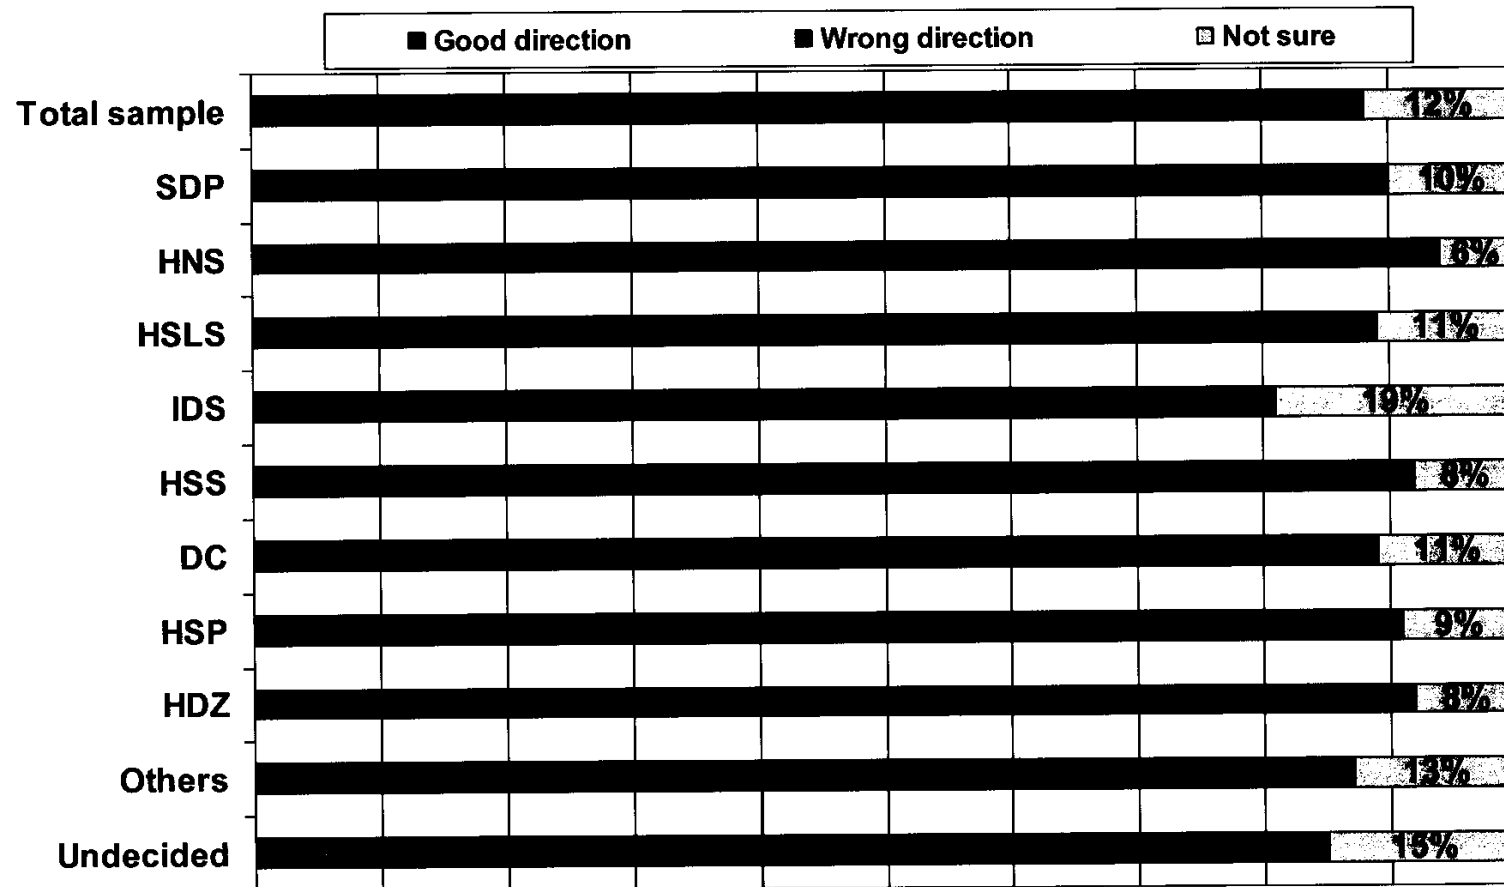 Good direction Wrong direction Not sure
Total sample 12%
SDP 10%
HNS 6%
HSLS 11%
IDS 19%
HSS 8%
DC 11%
HSP 9%
HDZ 8%
Others 13%
Undecided 15%